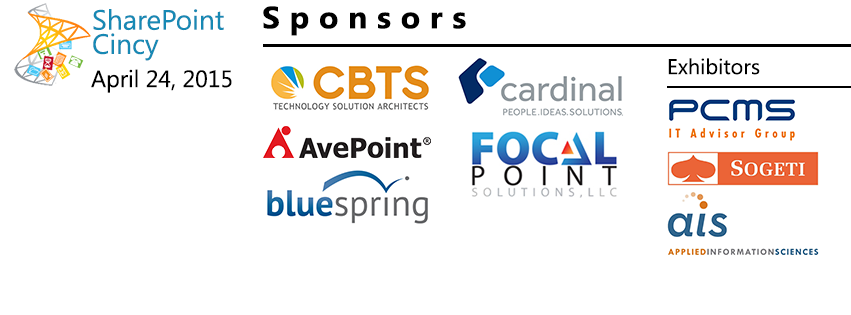 SharePoint
Cincy
April 24, 2015
Sponsors
CBTS
TECHNOLOGY SOLUTION ARCHITECTS
cardinal
PEOPLE.IDEAS.SOLUTIONS.
AvePoint®
FOCAL
POINT
SOLUTIONS, LLC
bluespring
Exhibitors
PCMS
IT Advisor Group
SOGETI
ais
APPLIEDINFORMATIONSCIENCES